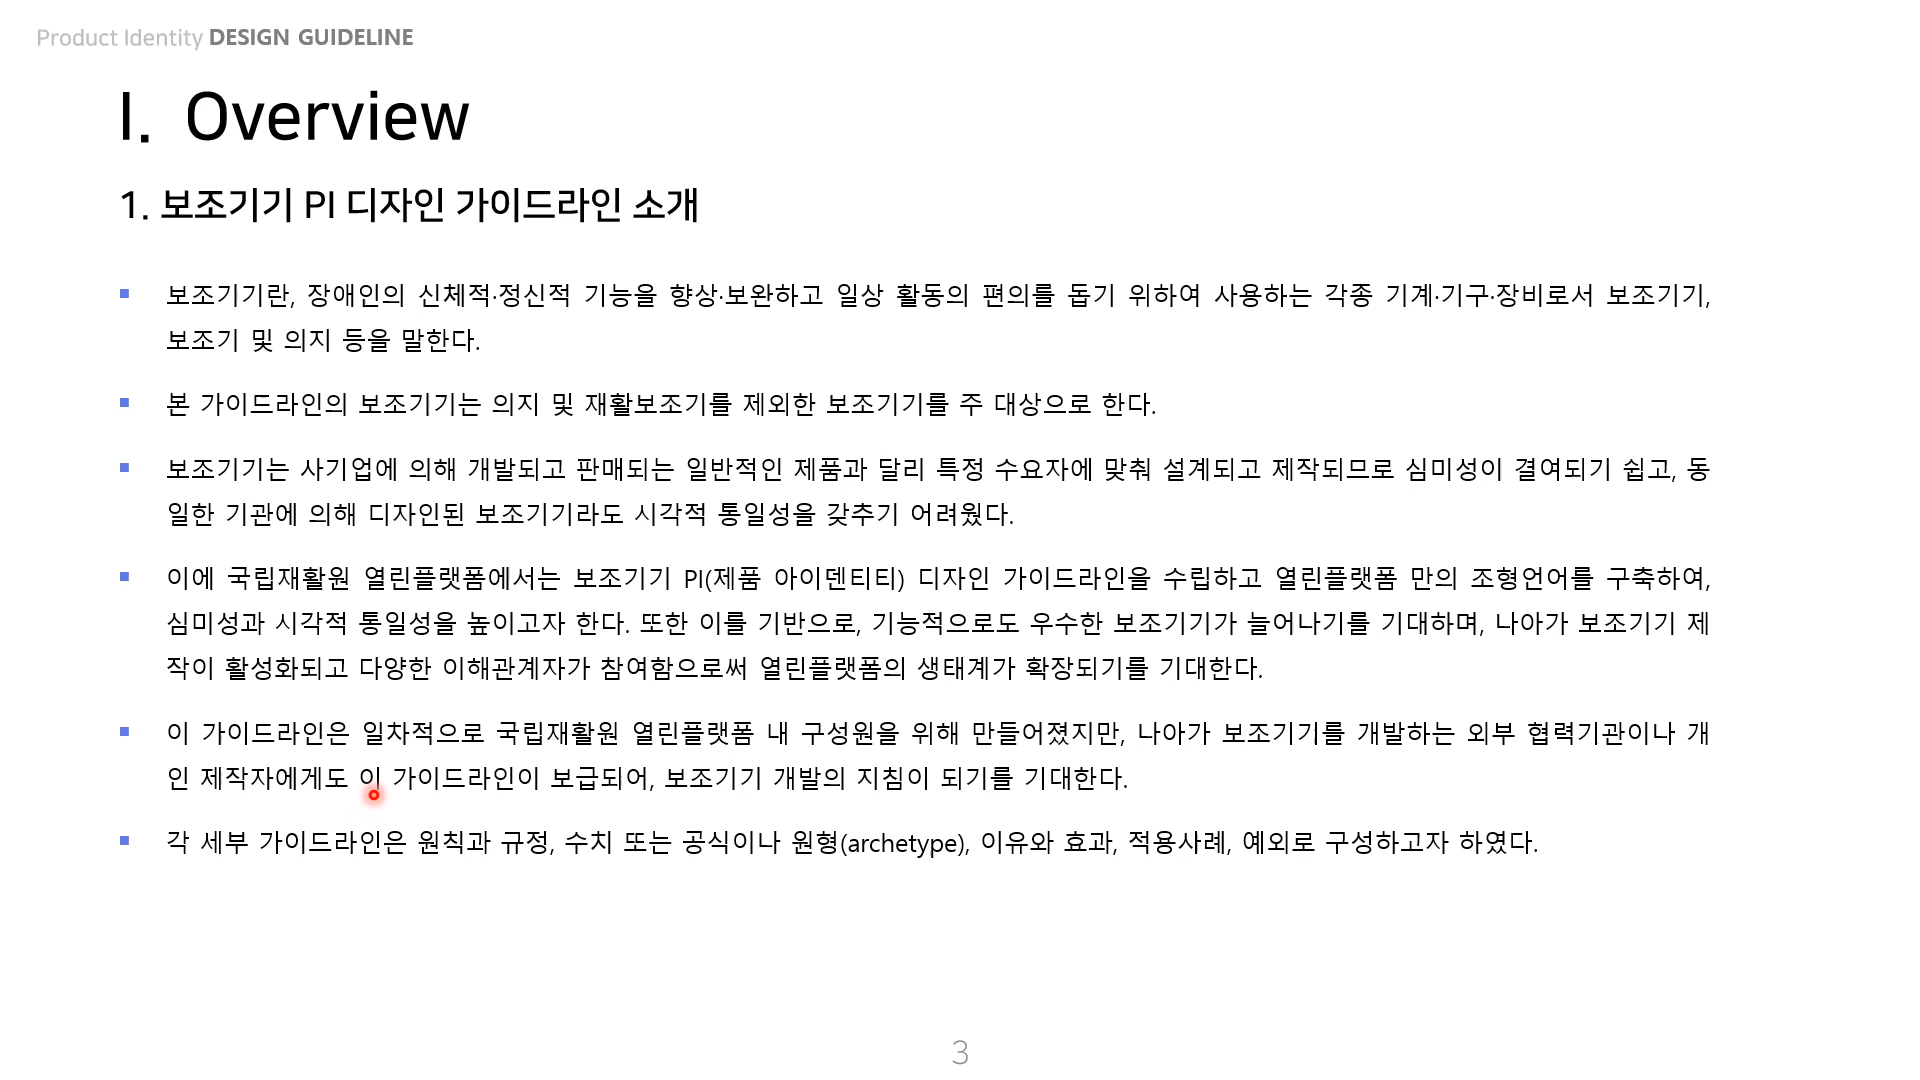 Product Identity DESIGN GUIDELINE
I. Overview
1. 보조기기 PI 디자인 가이드라인 소개
▪ 보조기기란, 장애인의 신체적·정신적 기능을 향상·보완하고 일상 활동의 편의를 돕기 위하여 사용하는 각종 기계·기구·장비로서 보조기기,
보조기 및 의지 등을 말한다.
▪ 본 가이드라인의 보조기기는 의지 및 재활보조기를 제외한 보조기기를 주 대상으로 한다.
▪ 보조기기는 사기업에 의해 개발되고 판매되는 일반적인 제품과 달리 특정 수요자에 맞춰 설계되고 제작되므로 심미성이 결여되기 쉽고, 동
일한 기관에 의해 디자인된 보조기기라도 시각적 통일성을 갖추기 어려웠다.
▪ 이에 국립재활원 열린플랫폼에서는 보조기기 PI(제품 아이덴티티) 디자인 가이드라인을 수립하고 열린플랫폼 만의 조형언어를 구축하여,
심미성과 시각적 통일성을 높이고자 한다. 또한 이를 기반으로, 기능적으로도 우수한 보조기기가 늘어나기를 기대하며, 나아가 보조기기 제
작이 활성화되고 다양한 이해관계자가 참여함으로써 열린플랫폼의 생태계가 확장되기를 기대한다.
▪ 이 가이드라인은 일차적으로 국립재활원 열린플랫폼 내 구성원을 위해 만들어졌지만, 나아가 보조기기를 개발하는 외부 협력기관이나 개
인 제작자에게도 이 가이드라인이 보급되어, 보조기기 개발의 지침이 되기를 기대한다.
▪ 각 세부 가이드라인은 원칙과 규정, 수치 또는 공식이나 원형(archetype), 이유와 효과, 적용사례, 예외로 구성하고자 하였다.
3